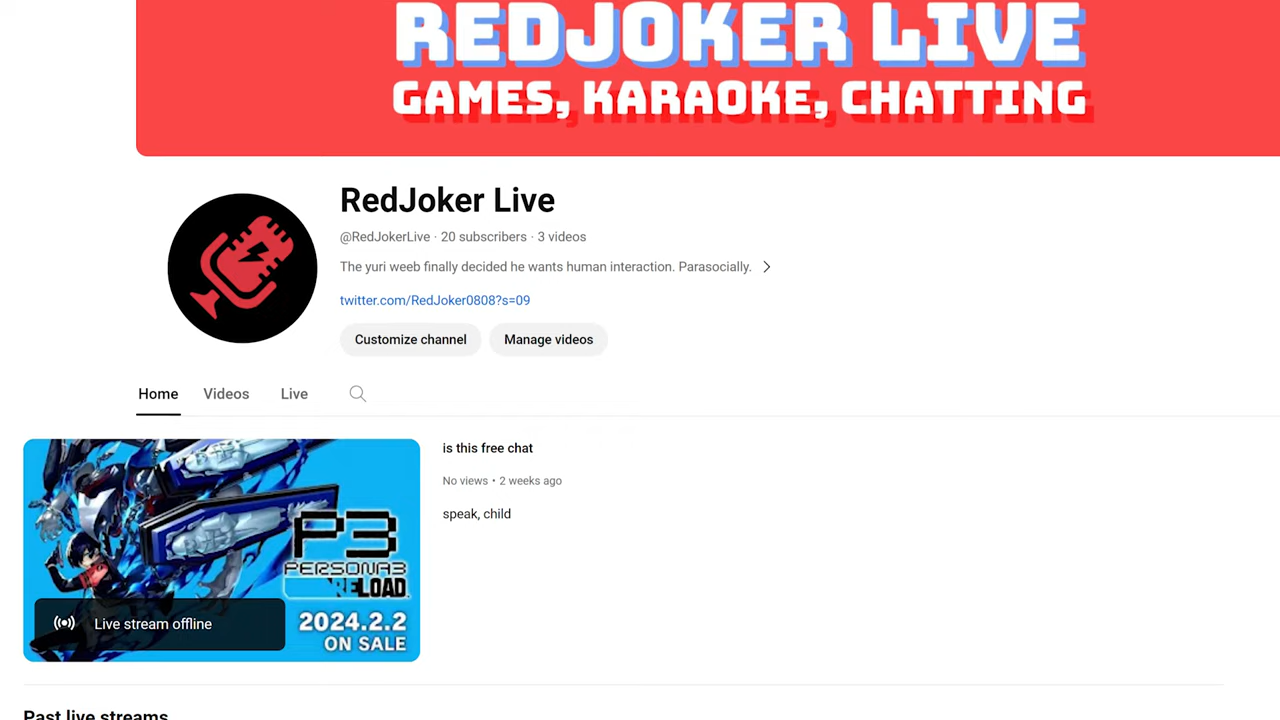 REDJOKER LIVE
GAMES, KARAOKE, CHATTING
RedJoker Live
@RedJokerLive · 20 subscribers · 3 videos
The yuri weeb finally decided he wants human interaction. Parasocially.
twitter.com/RedJoker0808?s=09
Customize channel Manage videos
Home Videos Live
is this free chat
No views • 2 weeks ago
speak, child
P3
PERSONA3
RELOAD
2024.2.2
ON SALE
Live stream offline
Past live streams